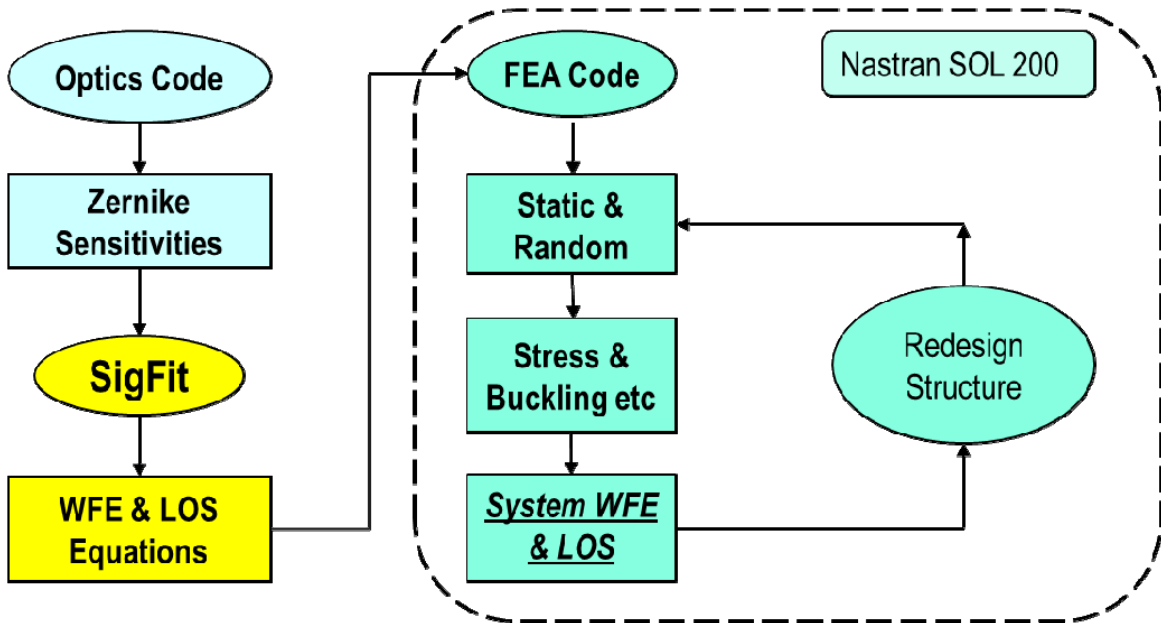 Optics Code
Zernike
Sensitivities
SigFit
WFE & LOS
Equations
FEA Code
Nastran SOL 200
Static &
Random
Stress &
Buckling etc
System WFE
& LOS
Redesign
Structure